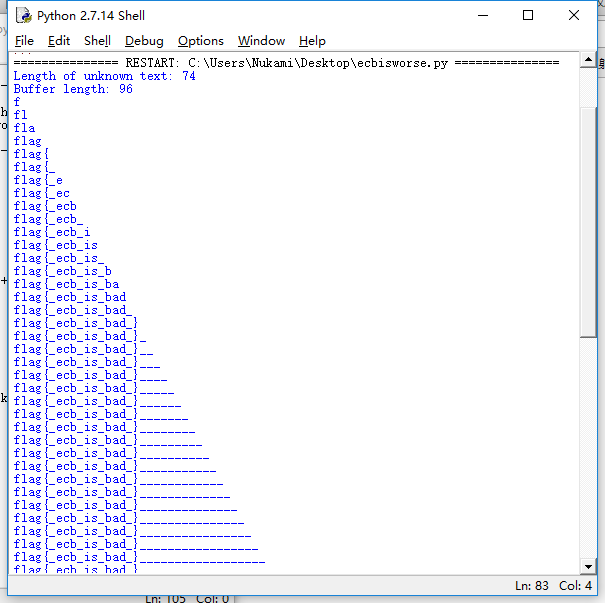 Python 2.7.14 Shell
File Edit Shell Debug Options Window Help
=============== RESTART: C:\Users\Nukami\Desktop\ecbisworse.py ===============
Length of unknown text: 74
Buffer length: 96
f
fl
fla
flag
flag{
flag{_
flag{_e
flag{_ec
flag{_ecb
flag{_ecb_
flag{_ecb_i
flag{_ecb_is
flag{_ecb_is_
flag{_ecb_is_b
flag{_ecb_is_ba
flag{_ecb_is_bad
flag{_ecb_is_bad_
flag{_ecb_is_bad_}
flag{_ecb_is_bad_}_
flag{_ecb_is_bad_}__
flag{_ecb_is_bad_}___
flag{_ecb_is_bad_}____
flag{_ecb_is_bad_}_____
flag{_ecb_is_bad_}______
flag{_ecb_is_bad_}_______
flag{_ecb_is_bad_}________
flag{_ecb_is_bad_}_________
flag{_ecb_is_bad_}__________
flag{_ecb_is_bad_}___________
flag{_ecb_is_bad_}____________
flag{_ecb_is_bad_}_____________
flag{_ecb_is_bad_}______________
flag{_ecb_is_bad_}_______________
flag{_ecb_is_bad_}________________
flag{_ecb_is_bad_}_________________
flag{_ecb_is_bad_}__________________
flag{_ecb_is_bad_}
Ln: 83 Col: 4
Ln: 105 Col: 0